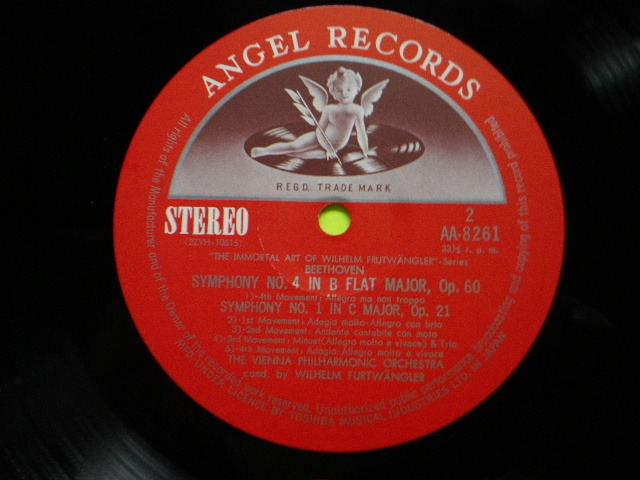 ANGEL RECORDS
REGD. TRADE MARK
STEREO
2
(2ZVH-10515)
AA-8261
33⅓ r. p. m.
"THE IMMORTAL ART OF WILHELM FRUTWÄNGLER"-Series
BEETHOVEN
SYMPHONY NO. 4 IN B FLAT MAJOR, Op. 60
1)-4th Movement: Allegro ma non troppo
SYMPHONY NO. 1 IN C MAJOR, Op. 21
2)-1st Movement: Adagio molto-Allegro con brio
3)-2nd Movement: Andante cantabile con moto
4)-3rd Movement: Minuet(Allegro molto e vivace) & Trio
5)-4th Movement: Adagio-Allegro molto e vivace
THE VIENNA PHILHARMONIC ORCHESTRA
cond. by WILHELM FURTWÄNGLER
All rights of the Manufacturer and of the Owner of the recorded work reserved. Unauthorized public performance, broadcasting and copying of this record prohibited
MFD. UNDER LICENCE BY TOSHIBA MUSICAL INDUSTRIES LTD. IN JAPAN